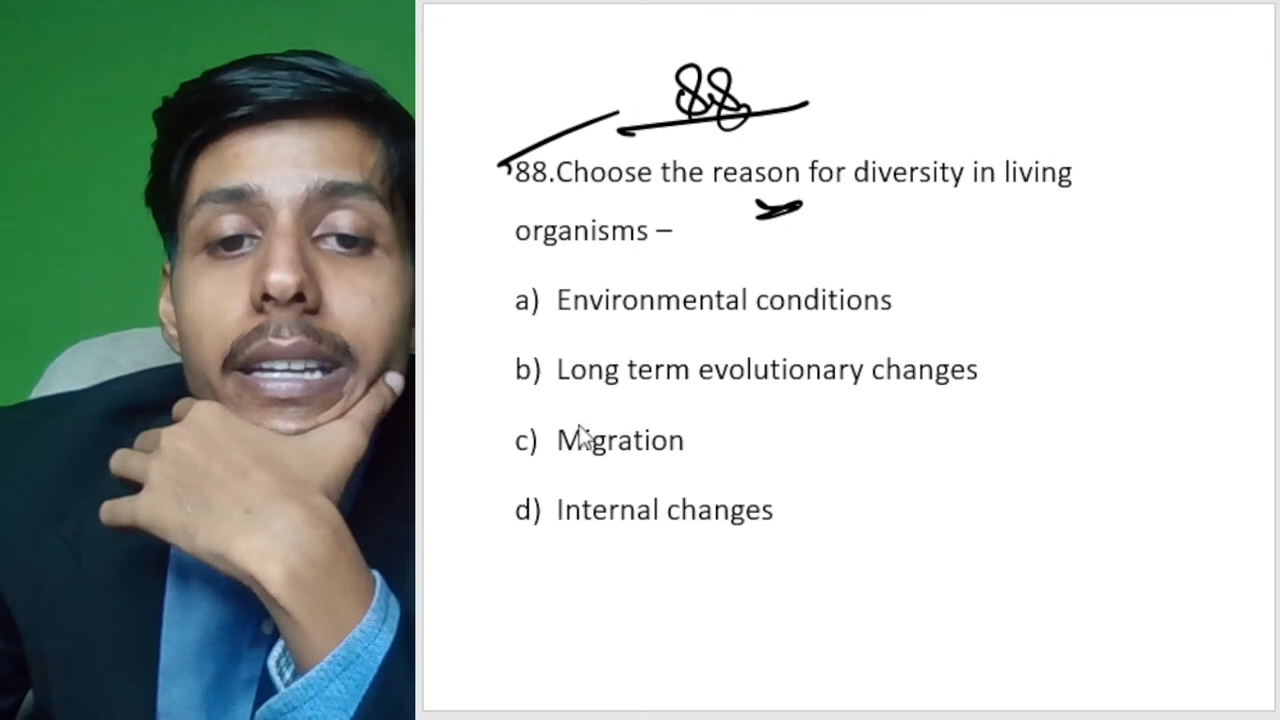 88
88.Choose the reason for diversity in living
organisms –
a) Environmental conditions
b) Long term evolutionary changes
c) Migration
d) Internal changes